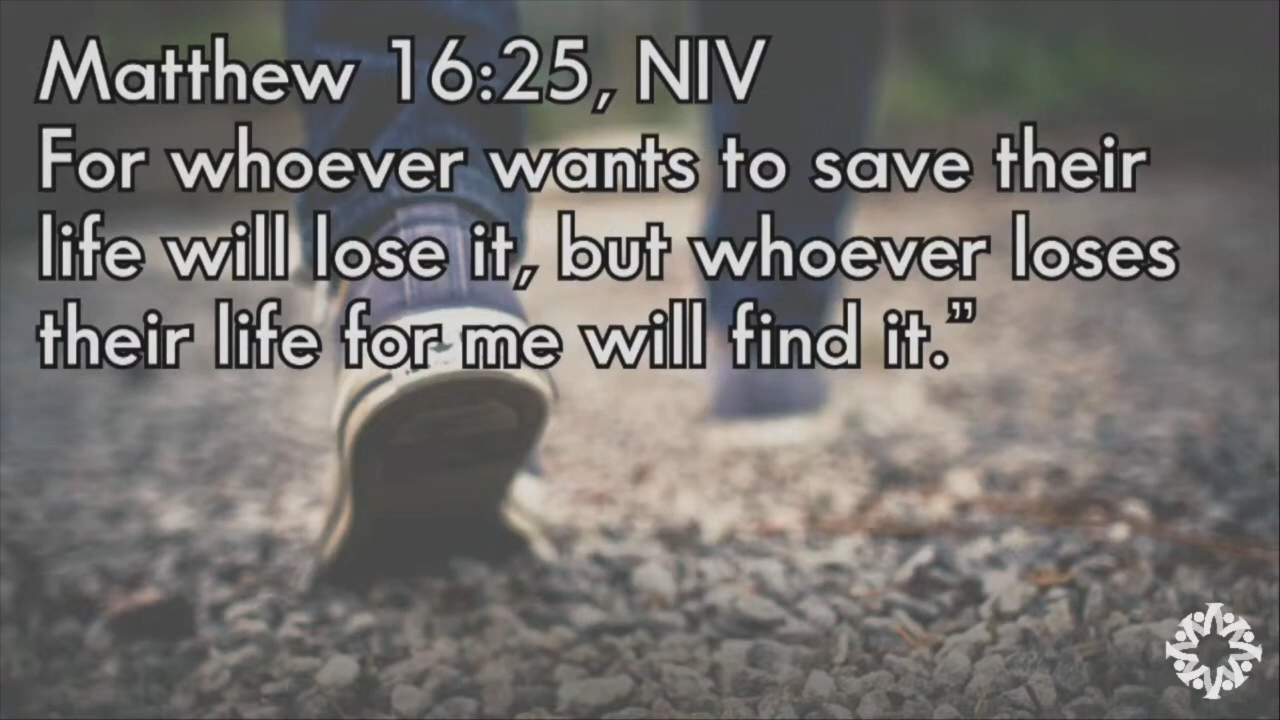 Matthew 16:25, NIV
For whoever wants to save their
life will lose it, but whoever loses
their life for me will find it.”